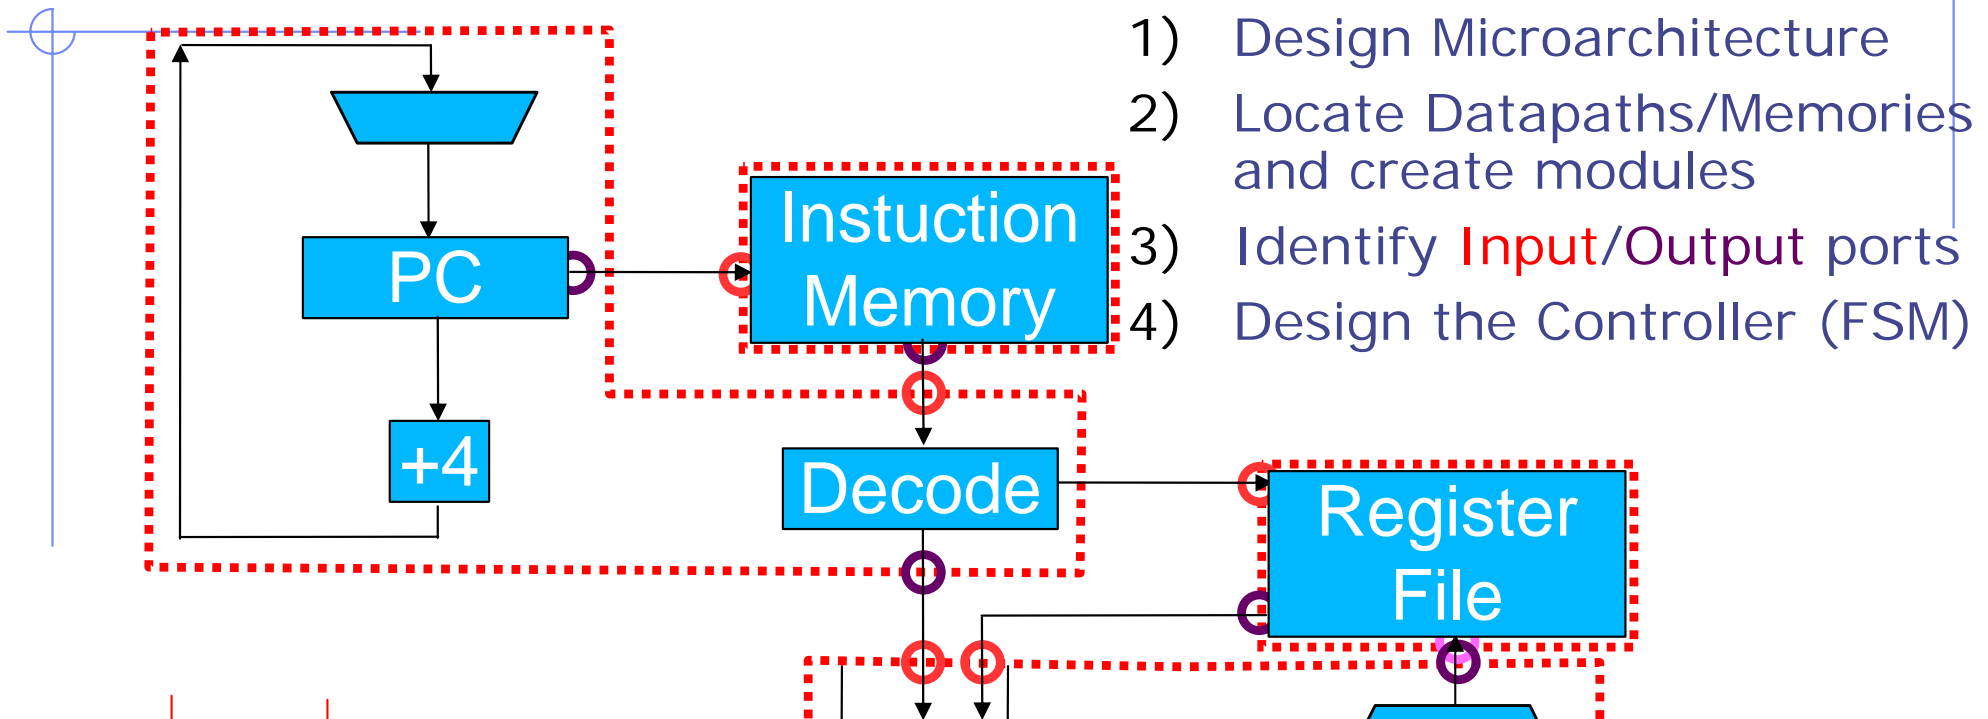 1) Design Microarchitecture
2) Locate Datapaths/Memories
and create modules
3) Identify Input/Output ports
4) Design the Controller (FSM)
Instuction
Memory
PC
+4
Decode
Register
File